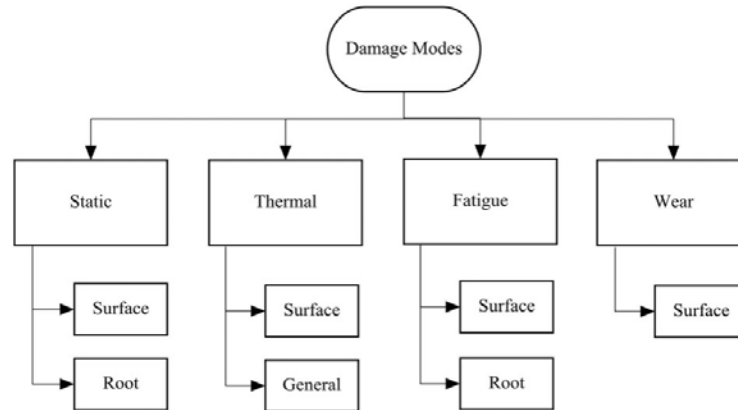 Damage Modes
Static
Thermal
Fatigue
Wear
Surface
Surface
Surface
Surface
Root
General
Root